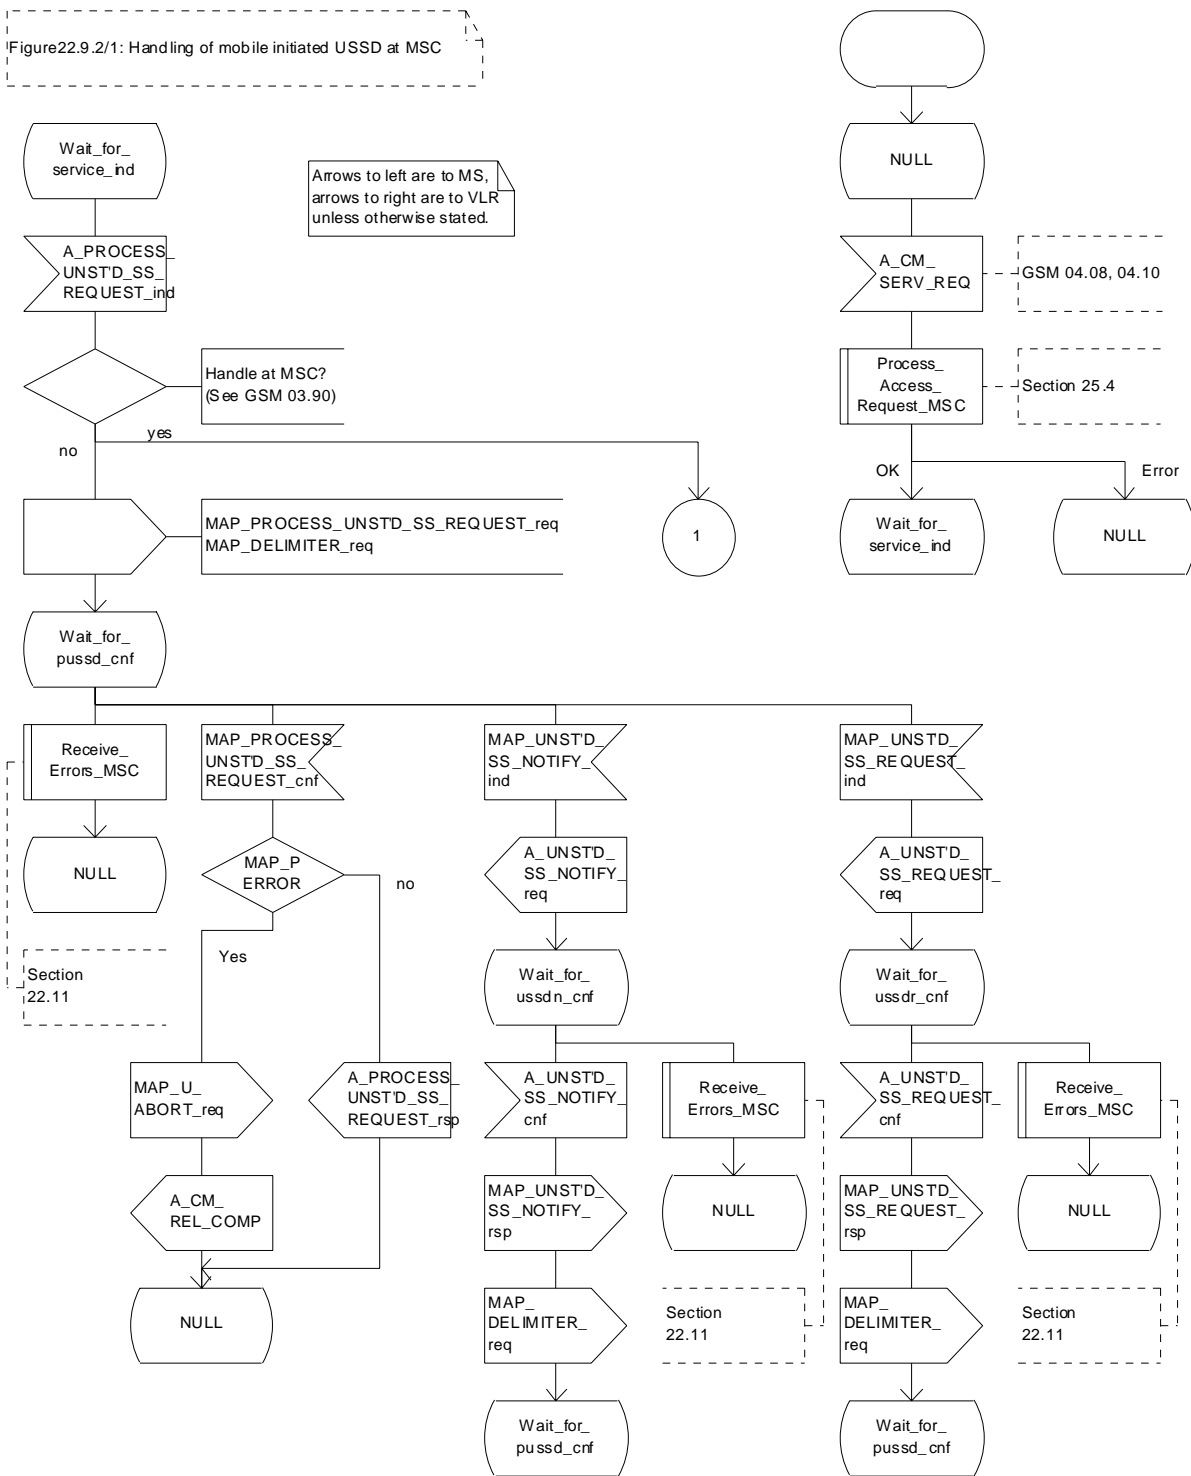 Figure22.9.2/1: Handling of mobile initiated USSD at MSC
Wait_for_
service_ind
Arrows to left are to MS,
arrows to right are to VLR
unless otherwise stated.
NULL
A_PROCESS_
UNST'D_SS_
REQUEST_ind
A_CM_
SERV_REQ
GSM 04.08, 04.10
Handle at MSC?
(See GSM 03.90)
Process_
Access_
Request_MSC
Section 25.4
yes
no
OK
Error
MAP_PROCESS_UNST'D_SS_REQUEST_req
MAP_DELIMITER_req
1
Wait_for_
service_ind
NULL
Wait_for_
pussd_cnf
Receive_
Errors_MSC
MAP_PROCESS_
UNST'D_SS_
REQUEST_cnf
MAP_UNST'D_
SS_NOTIFY_
ind
MAP_UNST'D_
SS_REQUEST_
ind
NULL
MAP_P
ERROR
no
A_UNST'D_
SS_NOTIFY_
req
A_UNST'D_
SS_REQUEST_
req
Yes
Section
22.11
Wait_for_
ussdn_cnf
Wait_for_
ussdr_cnf
MAP_U_
ABORT_req
A_PROCESS_
UNST'D_SS_
REQUEST_rsp
A_UNST'D_
SS_NOTIFY_
cnf
Receive_
Errors_MSC
A_UNST'D_
SS_REQUEST_
cnf
Receive_
Errors_MSC
A_CM_
REL_COMP
MAP_UNST'D_
SS_NOTIFY_
rsp
NULL
MAP_UNST'D_
SS_REQUEST_
rsp
NULL
NULL
MAP_
DELIMITER_
req
Section
22.11
MAP_
DELIMITER_
req
Section
22.11
Wait_for_
pussd_cnf
Wait_for_
pussd_cnf